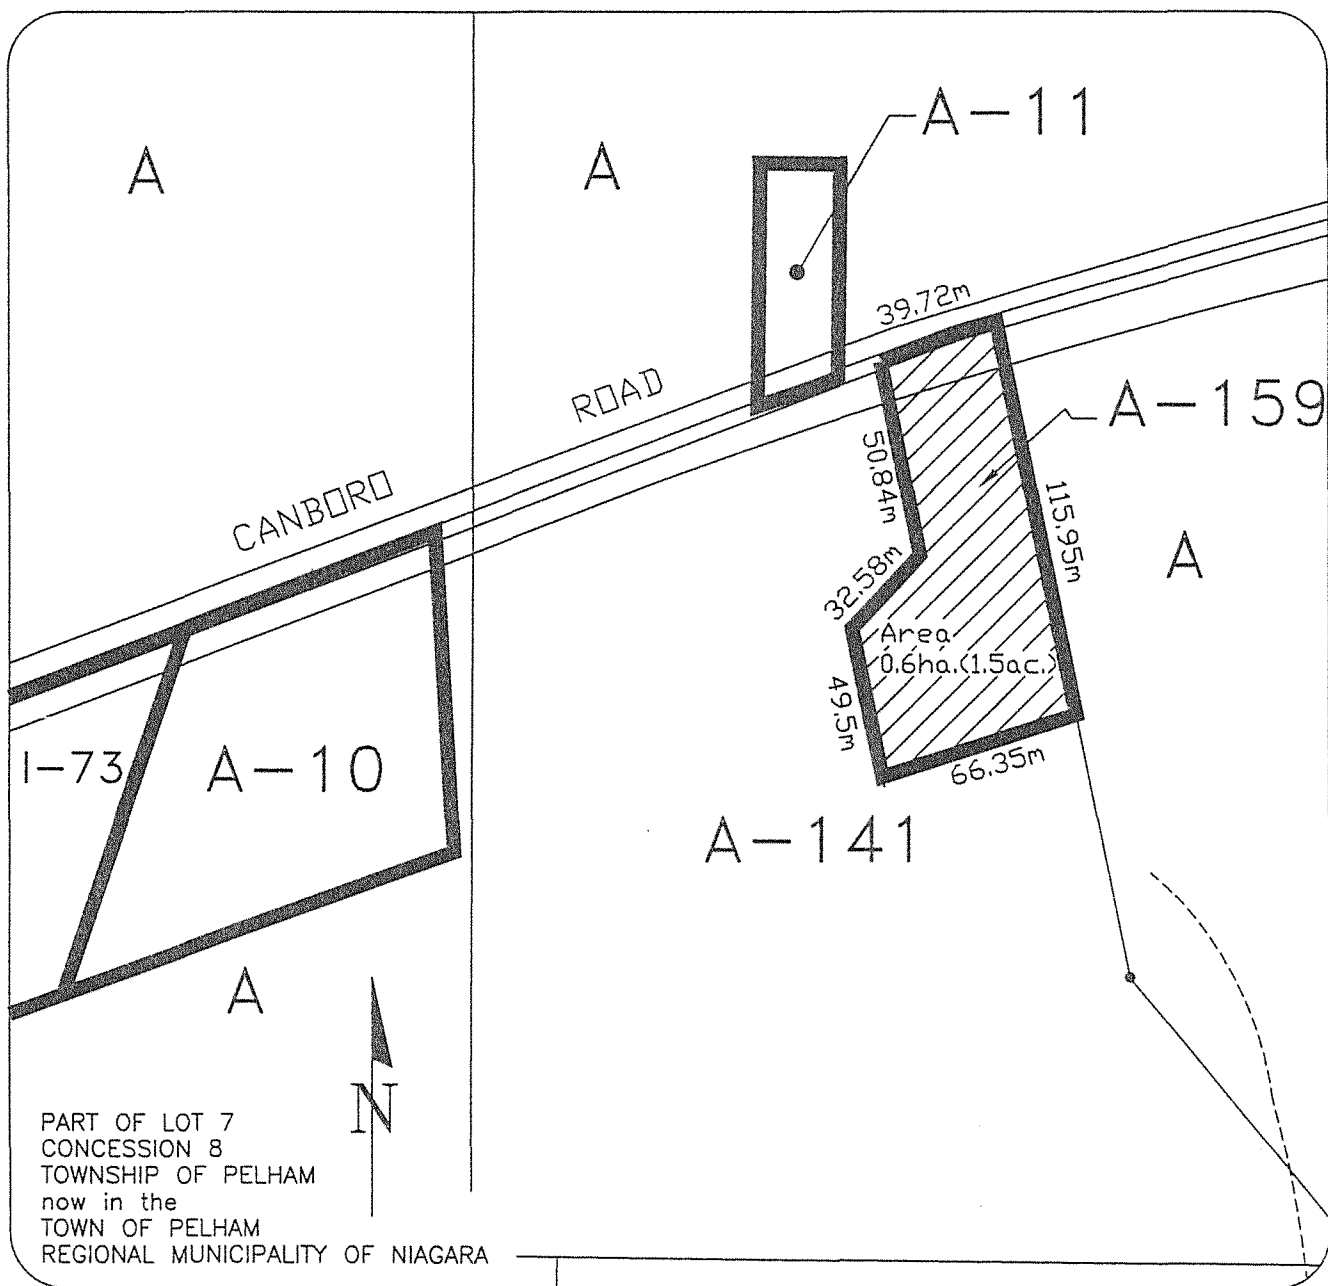 A-11
A
A
39.72m
ROAD
A-159
50.84m
CANBORO
115.95m
A
32.58m
Area
0.6ha.(1.5ac.)
49.5m
I-73
A-10
66.35m
A-141
A
N
PART OF LOT 7
CONCESSION 8
TOWNSHIP OF PELHAM
now in the
TOWN OF PELHAM
REGIONAL MUNICIPALITY OF NIAGARA